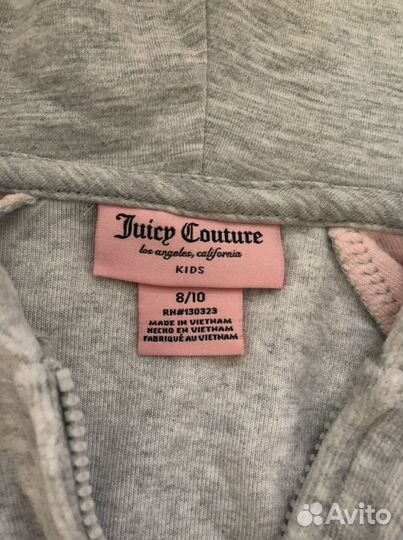 Juicy Couture
los angeles, california
KIDS
8/10
RN#130323
MADE IN VIETNAM
HECHO EN VIETNAM
FABRIQUÉ AU VIETNAM
Avito